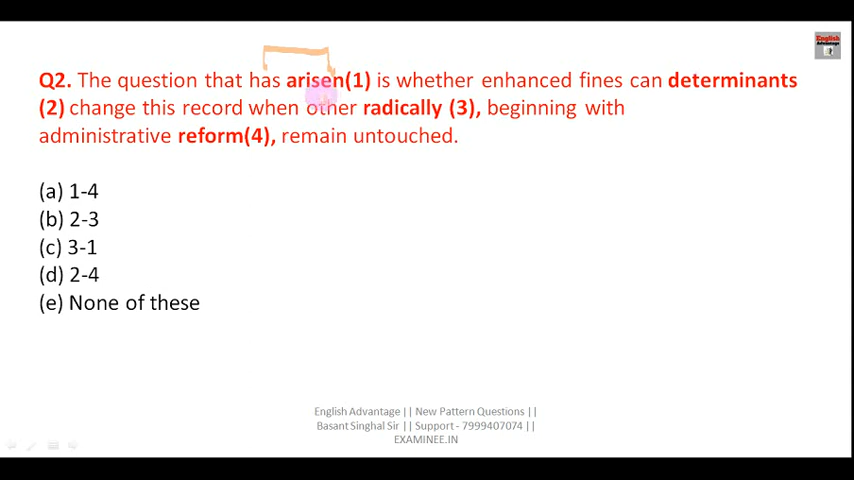 English
Advantage
Q2. The question that has arisen(1) is whether enhanced fines can determinants
(2) change this record when other radically (3), beginning with
administrative reform(4), remain untouched.
(a) 1-4
(b) 2-3
(c) 3-1
(d) 2-4
(e) None of these
English Advantage || New Pattern Questions ||
Basant Singhal Sir || Support - 7999407074 ||
EXAMINEE.IN